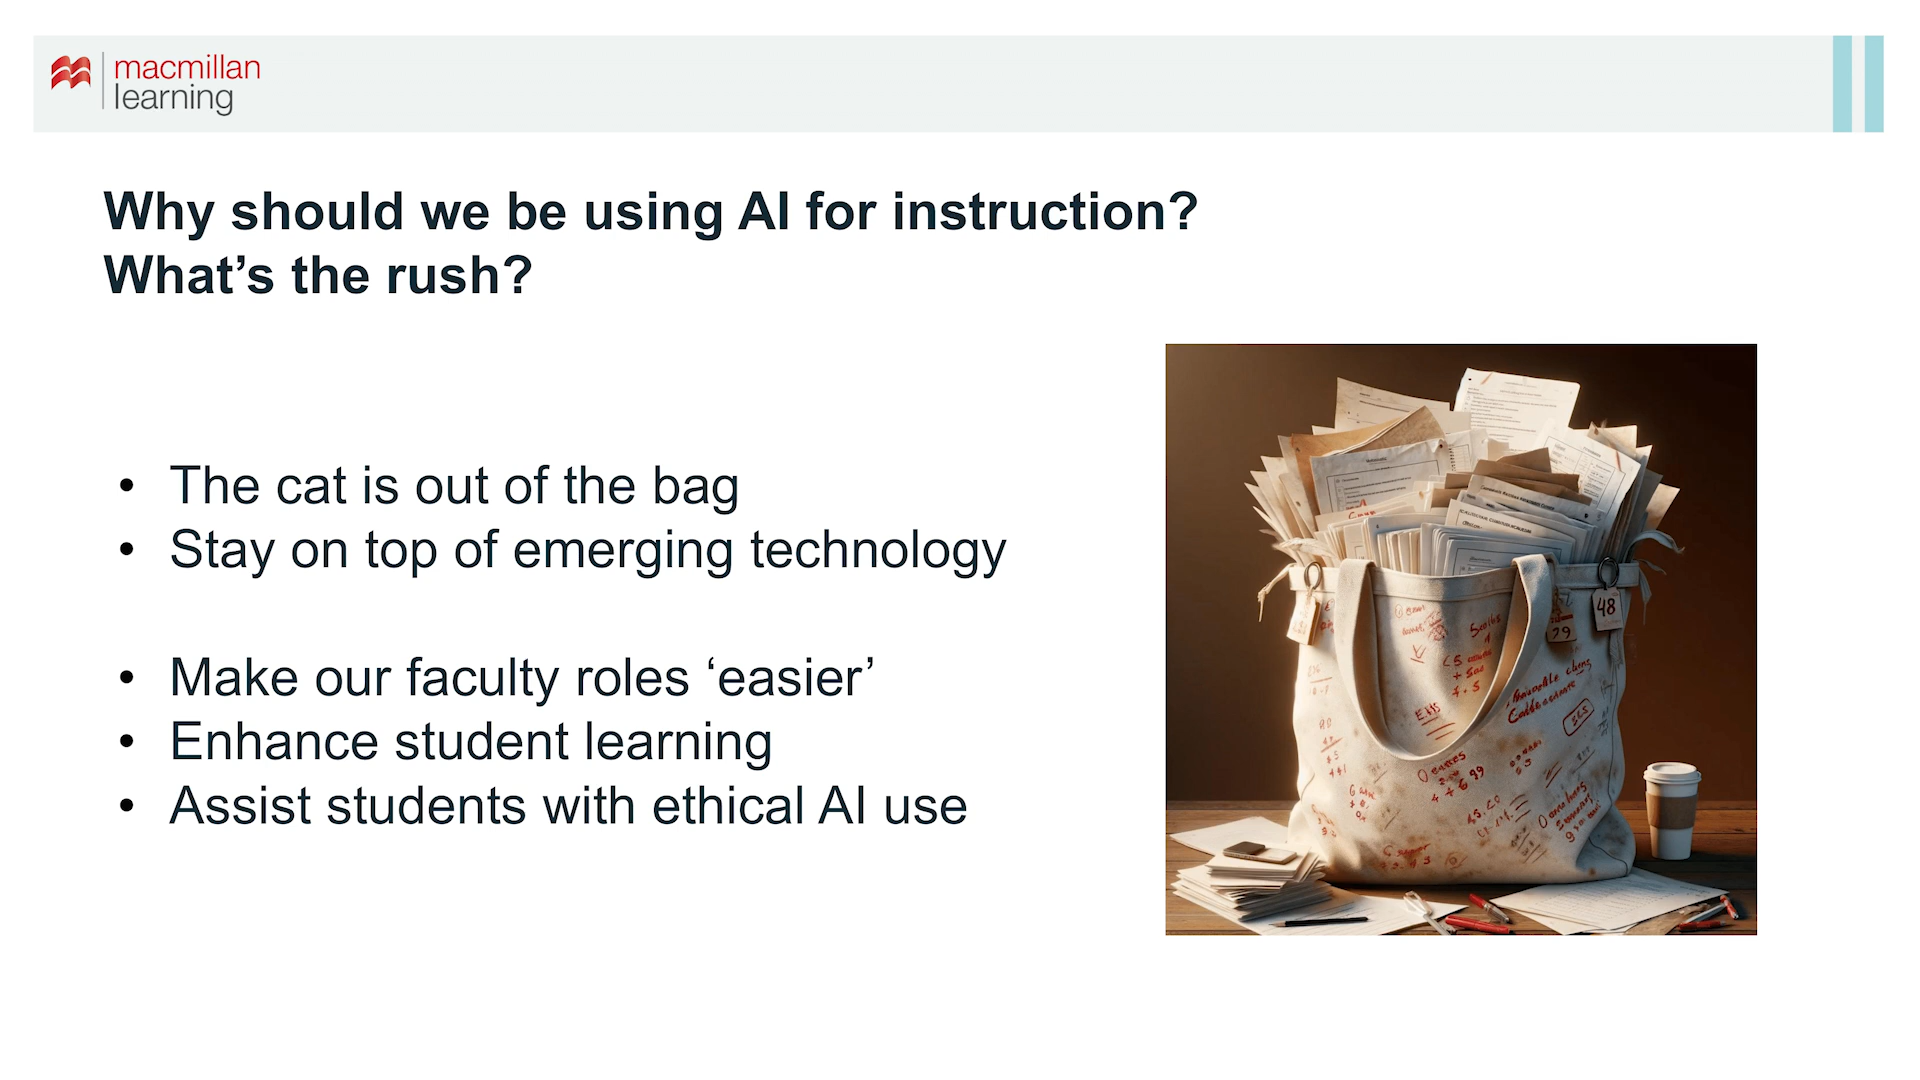 macmillan
learning
Why should we be using AI for instruction?
What’s the rush?
• The cat is out of the bag
• Stay on top of emerging technology
• Make our faculty roles ‘easier’
• Enhance student learning
• Assist students with ethical AI use
48
29